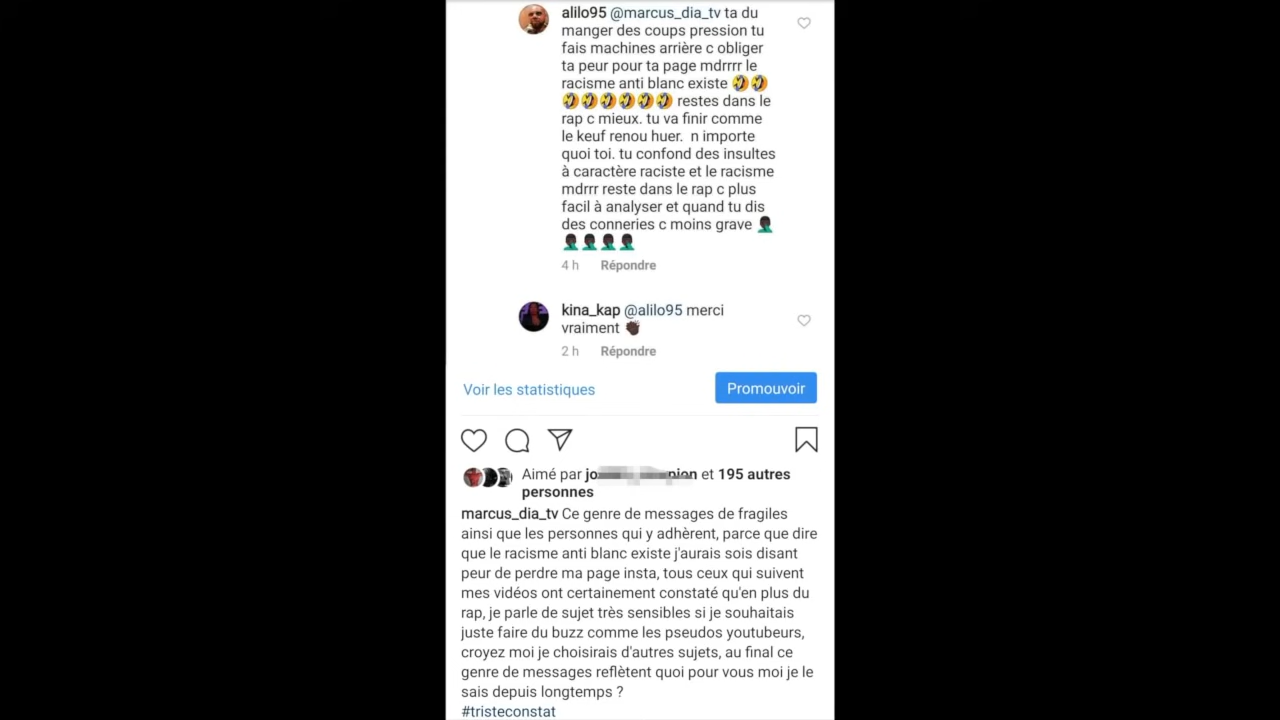 alilo95 @marcus_dia_tv ta du
manger des coups pression tu
fais machines arrière c obliger
ta peur pour ta page mdrrrr le
racisme anti blanc existe 🤣🤣
🤣🤣🤣🤣🤣🤣 restes dans le
rap c mieux. tu va finir comme
le keuf renou huer. n importe
quoi toi. tu confond des insultes
à caractère raciste et le racisme
mdrrr reste dans le rap c plus
facil à analyser et quand tu dis
des conneries c moins grave 🤦🏿‍♂️
🤦🏿‍♂️🤦🏿‍♂️🤦🏿‍♂️🤦🏿‍♂️
4 h Répondre
kina_kap @alilo95 merci
vraiment 👏🏿
2 h Répondre
Voir les statistiques
Promouvoir
Aimé par et 195 autres
personnes
marcus_dia_tv Ce genre de messages de fragiles
ainsi que les personnes qui y adhèrent, parce que dire
que le racisme anti blanc existe j'aurais sois disant
peur de perdre ma page insta, tous ceux qui suivent
mes vidéos ont certainement constaté qu'en plus du
rap, je parle de sujet très sensibles si je souhaitais
juste faire du buzz comme les pseudos youtubeurs,
croyez moi je choisirais d'autres sujets, au final ce
genre de messages reflètent quoi pour vous moi je le
sais depuis longtemps ?
#tristeconstat